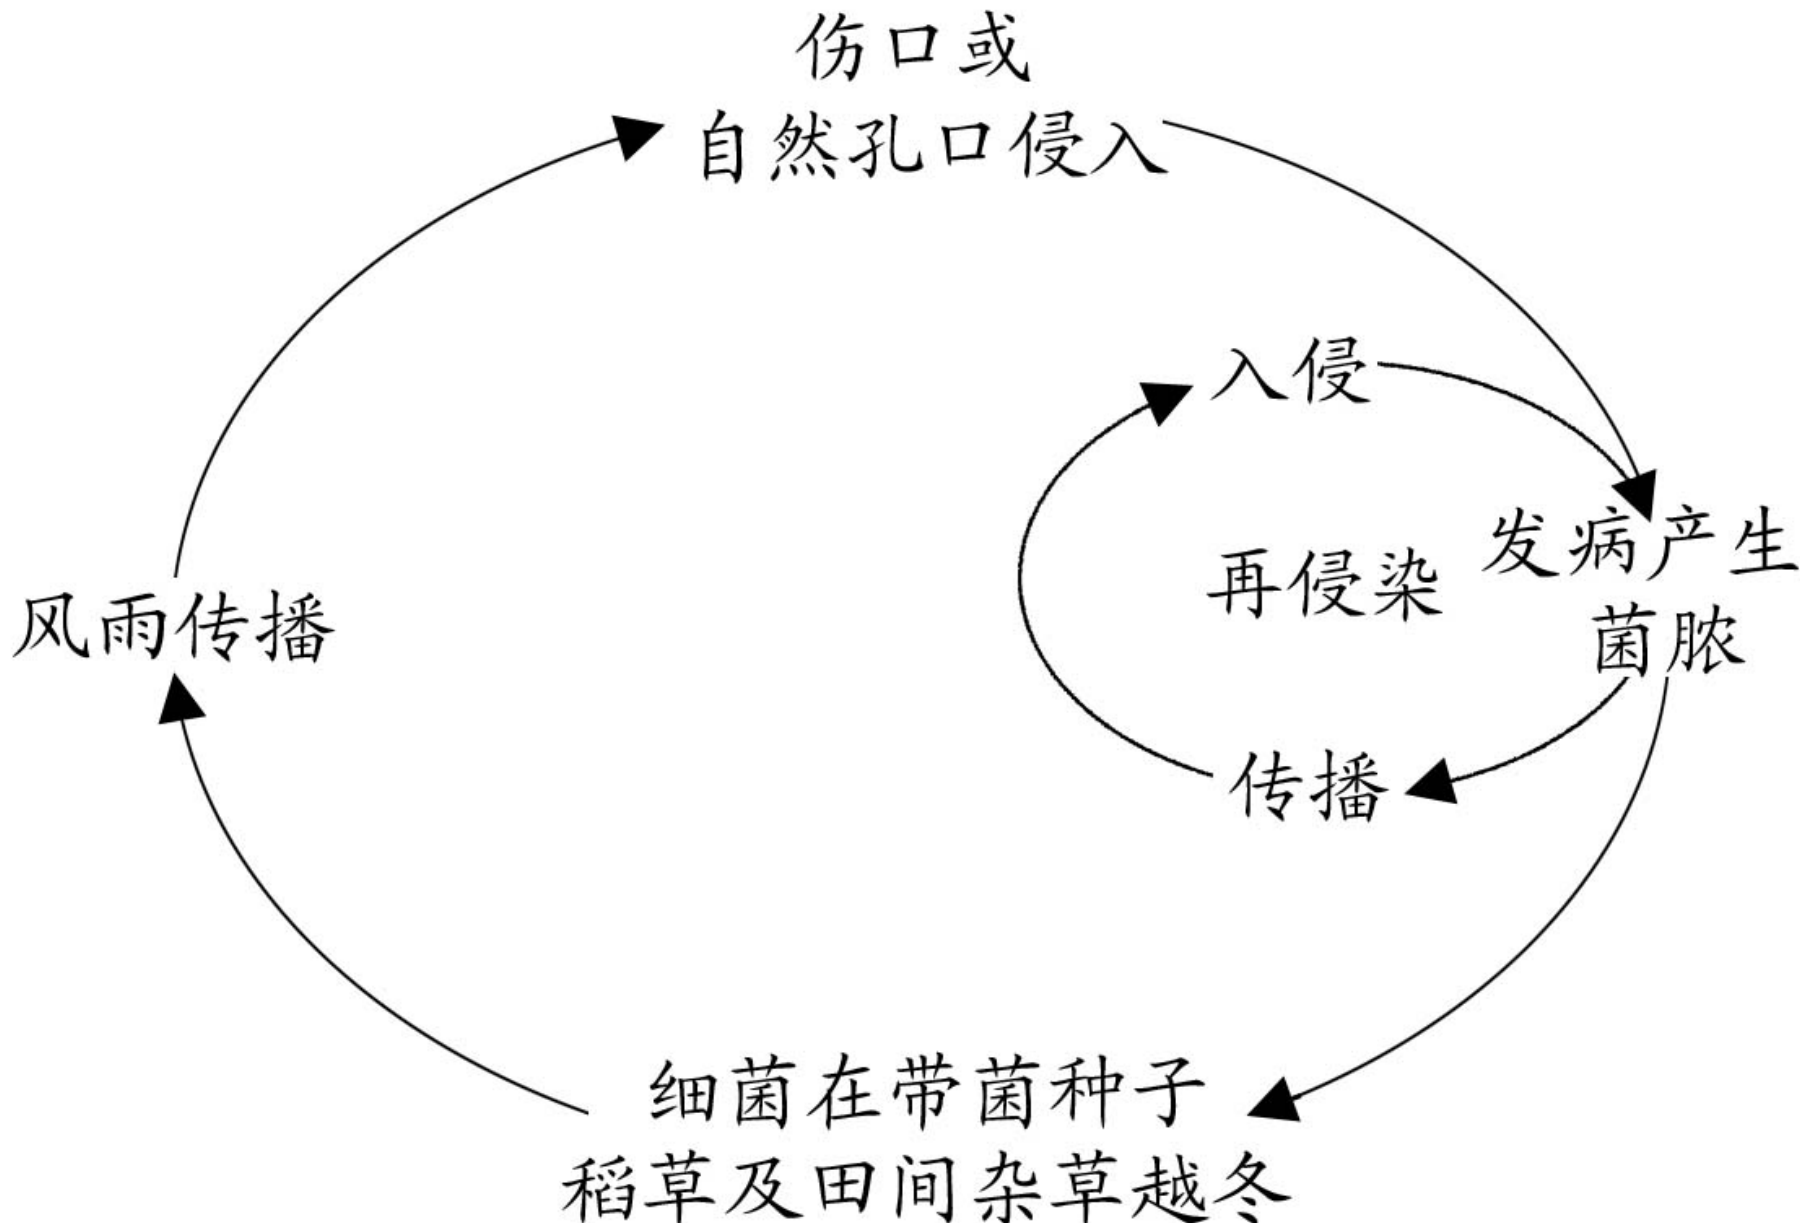 伤口或
自然孔口侵入
入侵
发病产生
菌脓
再侵染
风雨传播
传播
细菌在带菌种子
稻草及田间杂草越冬